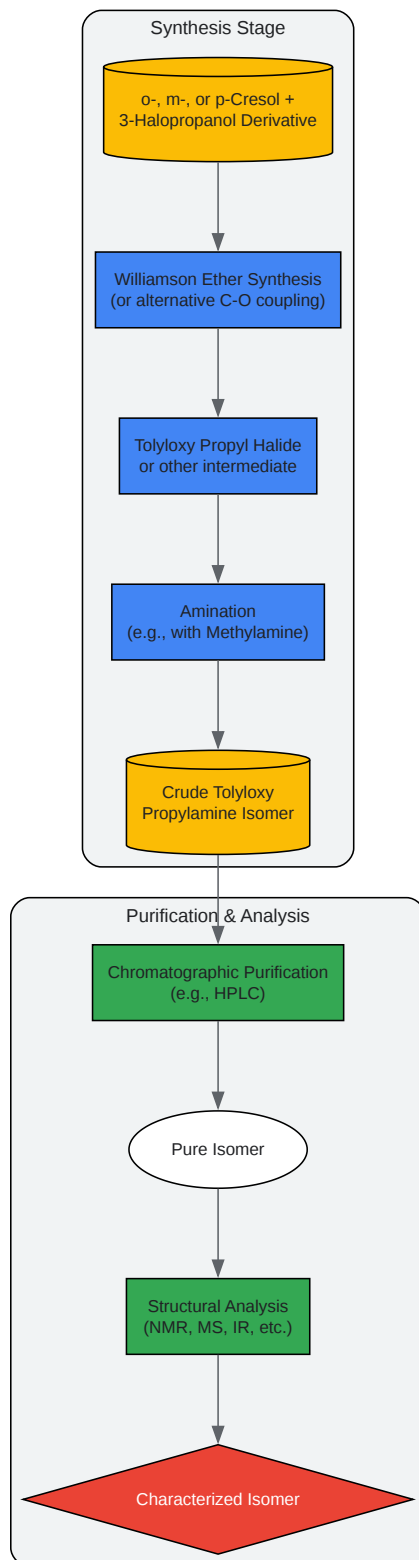 Synthesis Stage
o-, m-, or p-Cresol +
3-Halopropanol Derivative
Williamson Ether Synthesis
(or alternative C-O coupling)
Tolyloxy Propyl Halide
or other intermediate
Amination
(e.g., with Methylamine)
Crude Tolyloxy
Propylamine Isomer
Purification & Analysis
Chromatographic Purification
(e.g., HPLC)
Pure Isomer
Structural Analysis
(NMR, MS, IR, etc.)
Characterized Isomer